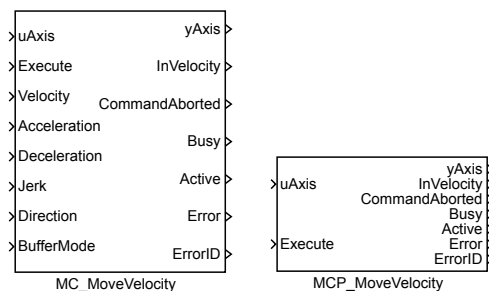 uAxis
Execute
Velocity
Acceleration
Deceleration
Jerk
Direction
BufferMode
yAxis
InVelocity
CommandAborted
Busy
Active
Error
ErrorID
MC_MoveVelocity
uAxis
Execute
yAxis
InVelocity
CommandAborted
Busy
Active
Error
ErrorID
MCP_MoveVelocity